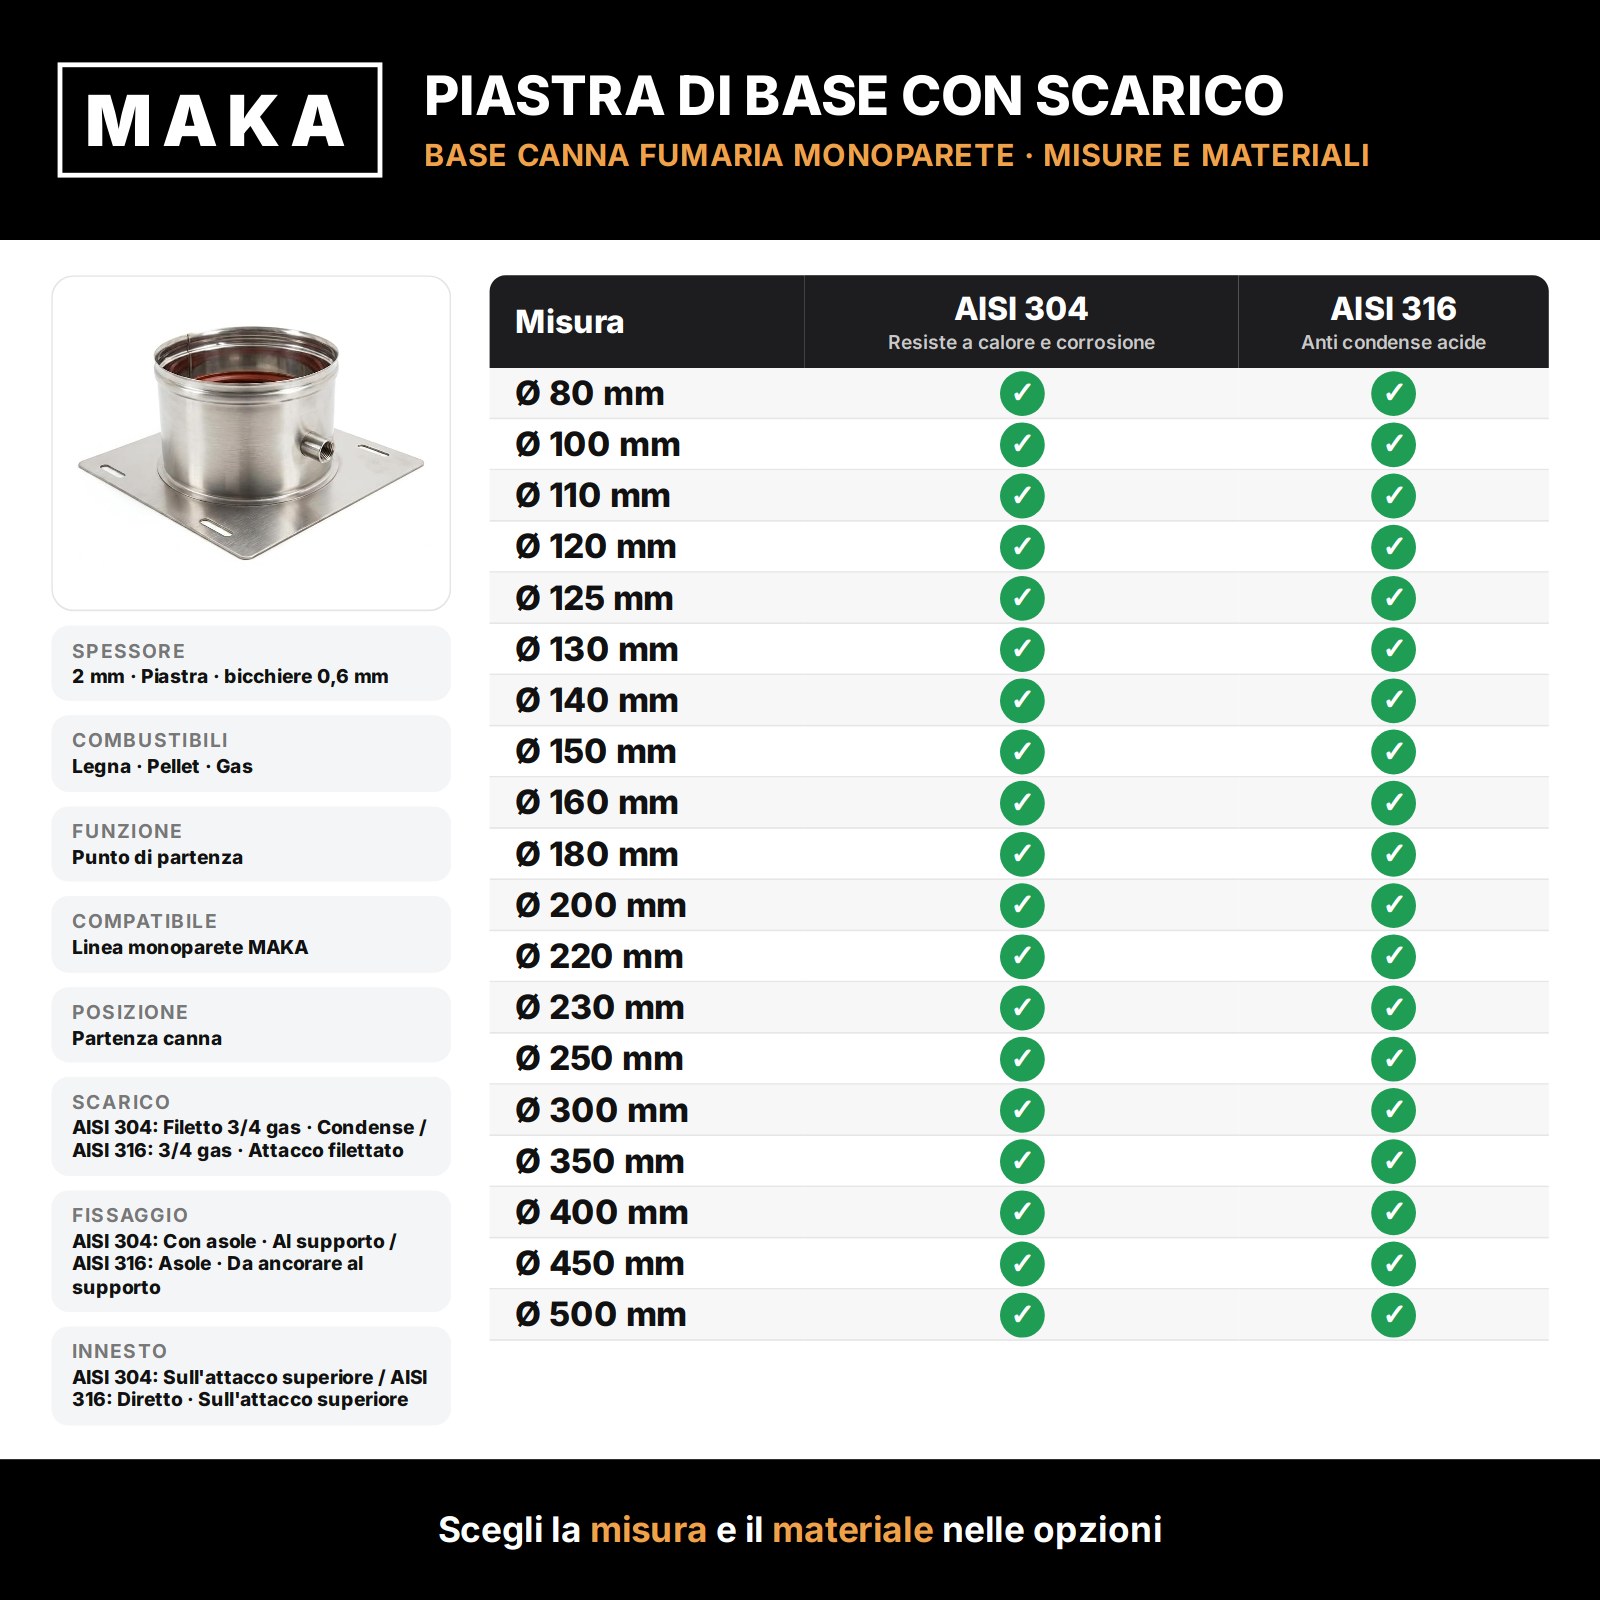 MAKA
PIASTRA DI BASE CON SCARICO
BASE CANNA FUMARIA MONOPARETE · MISURE E MATERIALI
SPESSORE
2 mm · Piastra · bicchiere 0,6 mm
COMBUSTIBILI
Legna · Pellet · Gas
FUNZIONE
Punto di partenza
COMPATIBILE
Linea monoparete MAKA
POSIZIONE
Partenza canna
SCARICO
AISI 304: Filetto 3/4 gas · Condense /
AISI 316: 3/4 gas · Attacco filettato
FISSAGGIO
AISI 304: Con asole · Al supporto /
AISI 316: Asole · Da ancorare al
supporto
INNESTO
AISI 304: Sull'attacco superiore / AISI
316: Diretto · Sull'attacco superiore
Misura AISI 304 AISI 316
Resiste a calore e corrosione Anti condense acide
Ø 80 mm ✓ ✓
Ø 100 mm ✓ ✓
Ø 110 mm ✓ ✓
Ø 120 mm ✓ ✓
Ø 125 mm ✓ ✓
Ø 130 mm ✓ ✓
Ø 140 mm ✓ ✓
Ø 150 mm ✓ ✓
Ø 160 mm ✓ ✓
Ø 180 mm ✓ ✓
Ø 200 mm ✓ ✓
Ø 220 mm ✓ ✓
Ø 230 mm ✓ ✓
Ø 250 mm ✓ ✓
Ø 300 mm ✓ ✓
Ø 350 mm ✓ ✓
Ø 400 mm ✓ ✓
Ø 450 mm ✓ ✓
Ø 500 mm ✓ ✓
Scegli la misura e il materiale nelle opzioni